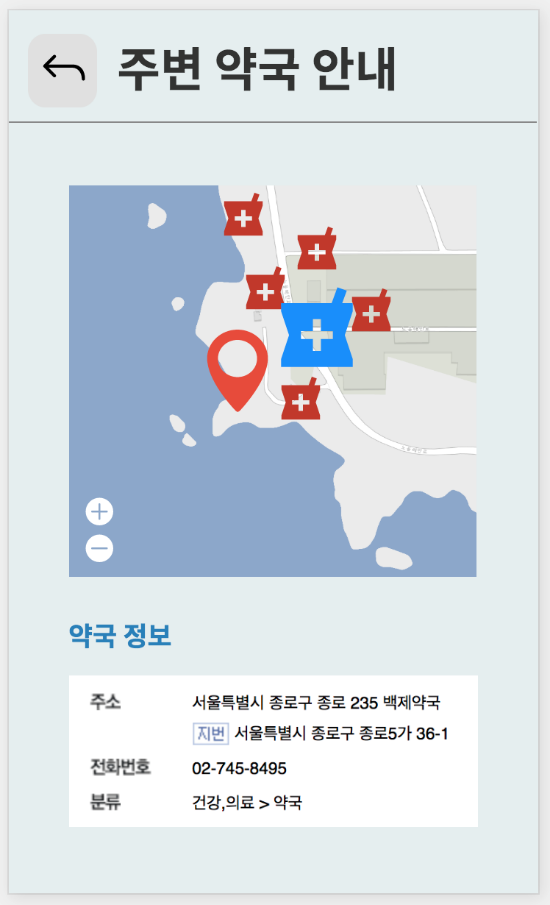 주변 약국 안내
약국 정보
주소 서울특별시 종로구 종로 235 백제약국
지번 서울특별시 종로구 종로5가 36-1
전화번호 02-745-8495
분류 건강,의료 > 약국